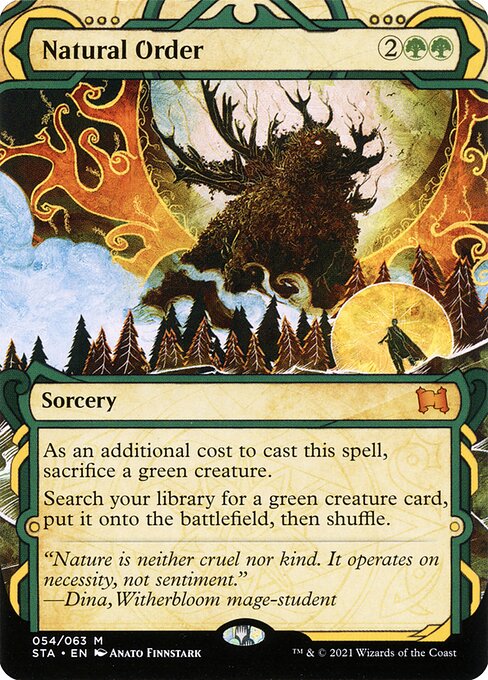 Natural Order 2
Sorcery
As an additional cost to cast this spell,
sacrifice a green creature.
Search your library for a green creature card,
put it onto the battlefield, then shuffle.
“Nature is neither cruel nor kind. It operates on
necessity, not sentiment.”
—Dina, Witherbloom mage-student
054/063 M
STA • EN Anato Finnstark
™ & © 2021 Wizards of the Coast